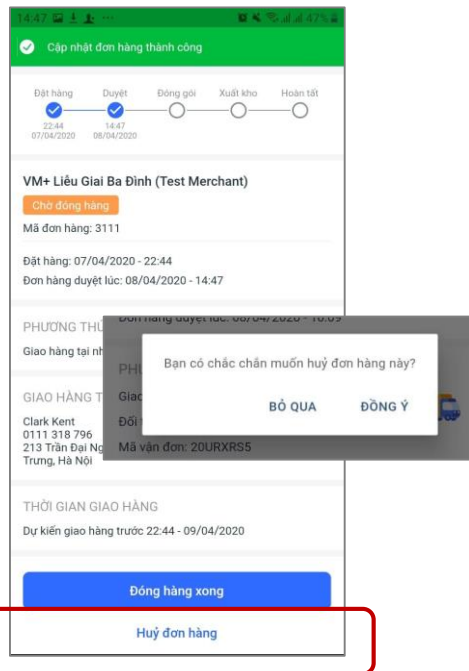 14:47
47%
Cập nhật đơn hàng thành công
Đặt hàng Duyệt Đóng gói Xuất kho Hoàn tất
22:44 14:47
07/04/2020 08/04/2020
VM+ Liễu Giai Ba Đình (Test Merchant)
Chờ đóng hàng
Mã đơn hàng: 3111
Đặt hàng: 07/04/2020 - 22:44
Đơn hàng duyệt lúc: 08/04/2020 - 14:47
PHƯƠNG THỨ
Giao hàng tại nh
GIAO HÀNG T
Clark Kent
0111 318 796
213 Trần Đại Ng
Trưng, Hà Nội
Đơn hàng duyệt lúc: 08/04/2020 - 16:09
PHƯ
Giao
Đối
Mã vận đơn: 20URXRS5
Bạn có chắc chắn muốn huỷ đơn hàng này?
BỎ QUA ĐỒNG Ý
THỜI GIAN GIAO HÀNG
Dự kiến giao hàng trước 22:44 - 09/04/2020
Đóng hàng xong
Huỷ đơn hàng